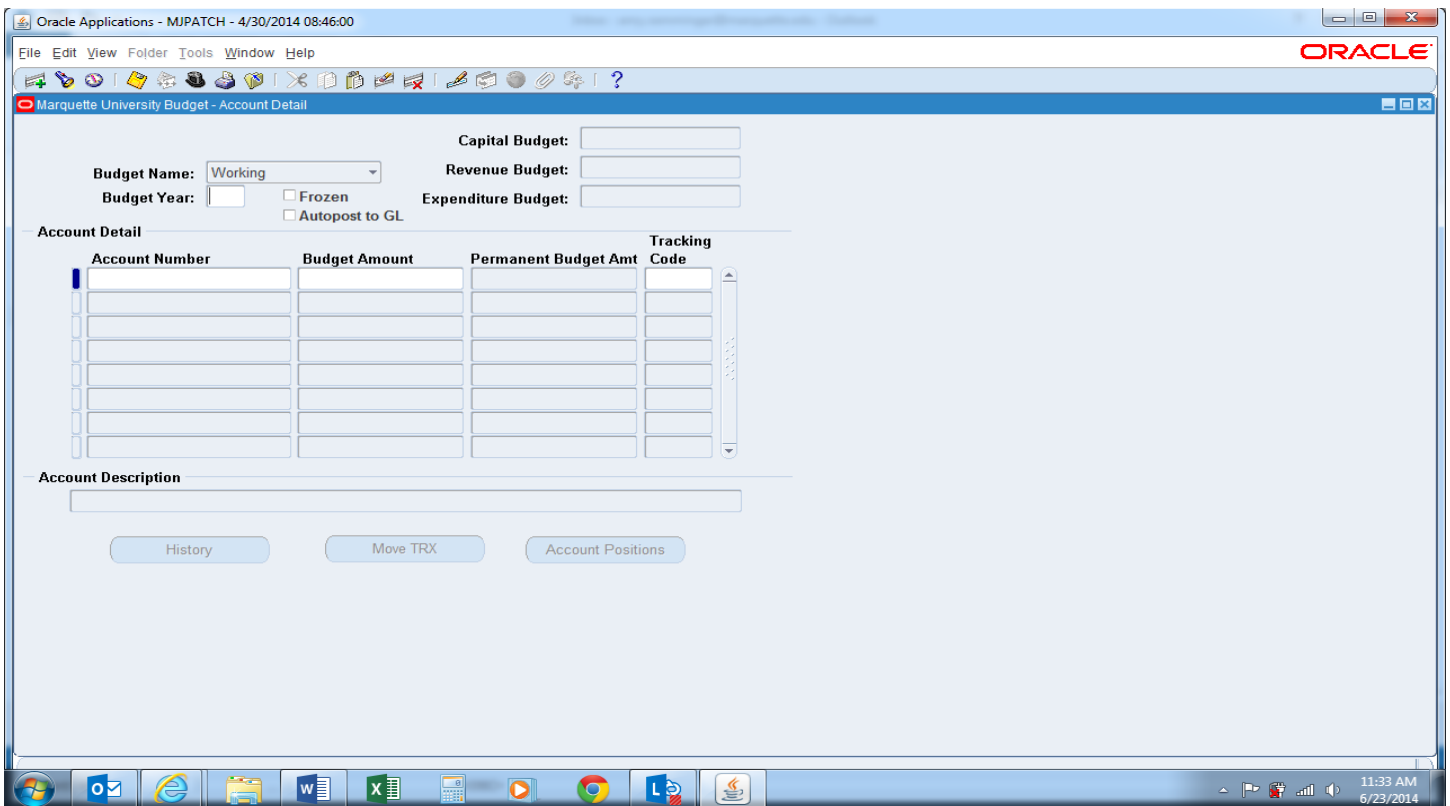 Oracle Applications - MJPATCH - 4/30/2014 08:46:00
File Edit View Folder Tools Window Help
ORACLE
Marquette University Budget - Account Detail
Capital Budget:
Budget Name: Working
Revenue Budget:
Budget Year:
Frozen
Expenditure Budget:
Autopost to GL
Account Detail
Account Number
Budget Amount
Permanent Budget Amt
Tracking Code
Account Description
History
Move TRX
Account Positions
11:33 AM
6/23/2014